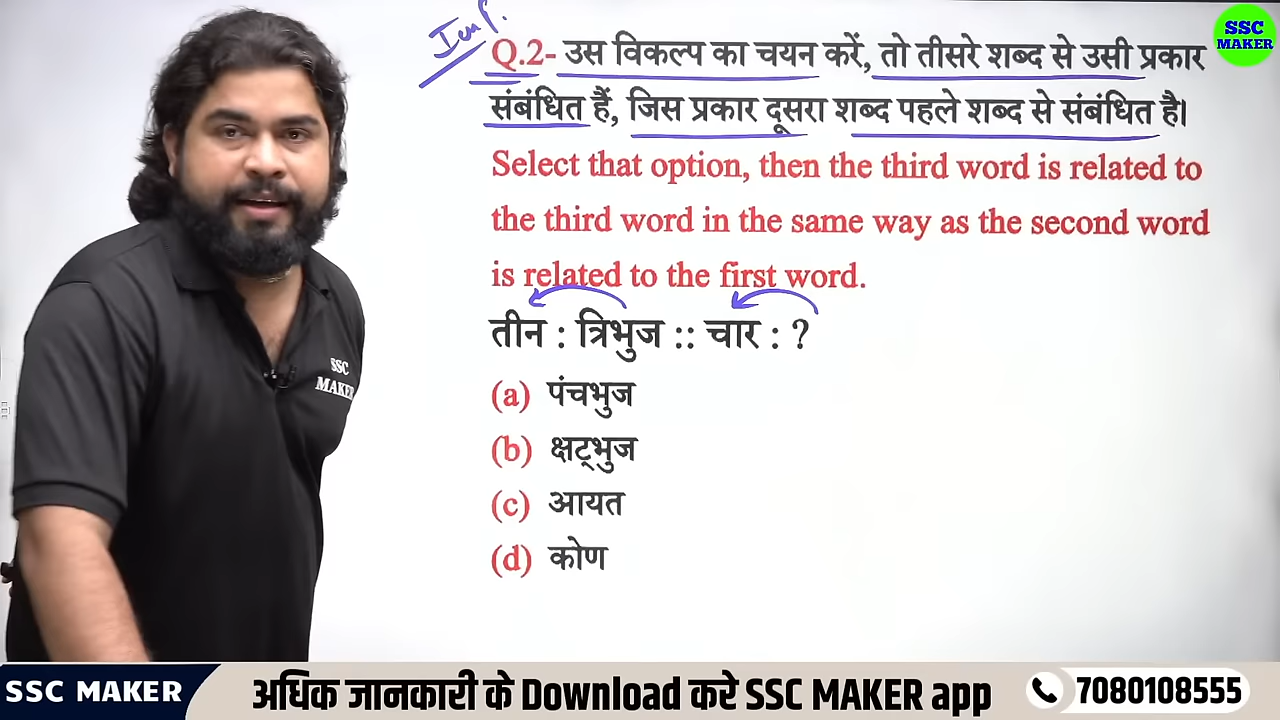 Imp.
SSC
MAKER
Q.2- उस विकल्प का चयन करें, तो तीसरे शब्द से उसी प्रकार
संबंधित हैं, जिस प्रकार दूसरा शब्द पहले शब्द से संबंधित है।
Select that option, then the third word is related to
the third word in the same way as the second word
is related to the first word.
तीन : त्रिभुज :: चार : ?
(a) पंचभुज
(b) क्षट्भुज
(c) आयत
(d) कोण
SSC
MAKER
SSC MAKER
अधिक जानकारी के Download करे SSC MAKER app
7080108555